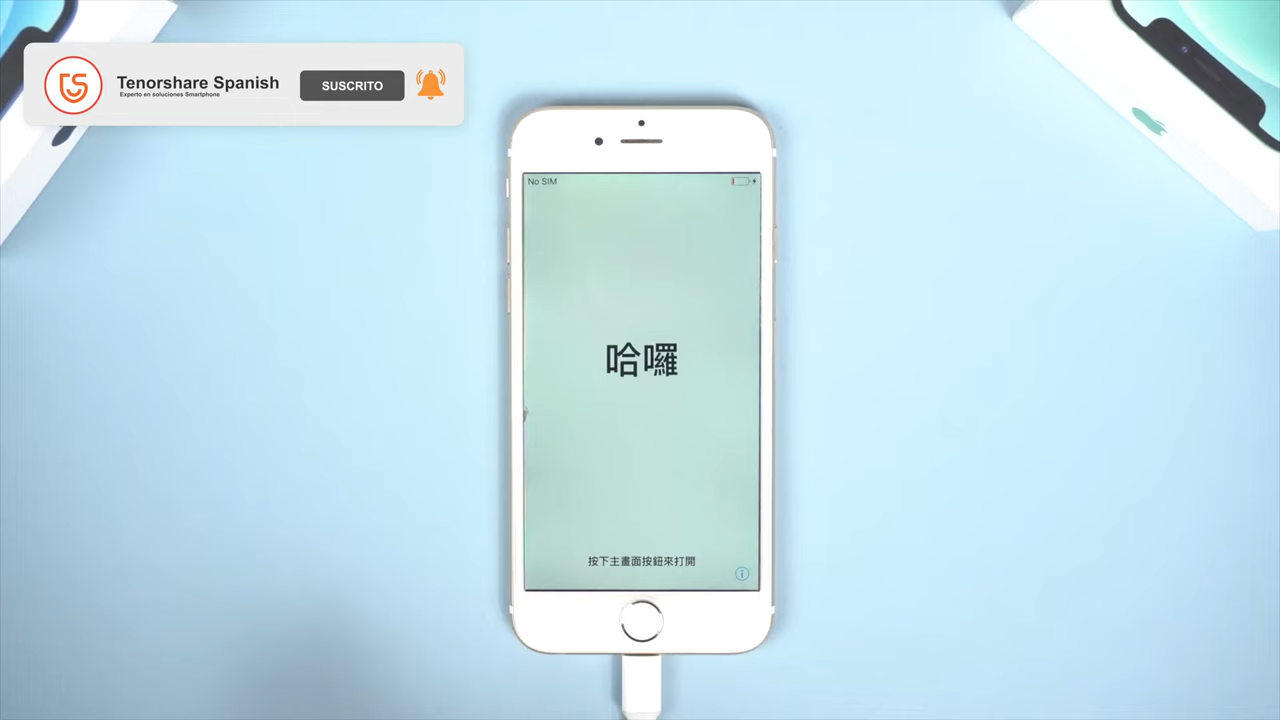 Tenorshare Spanish
Experto en soluciones Smartphone
SUSCRITO
No SIM
哈囉
按下主畫面按鈕來打開